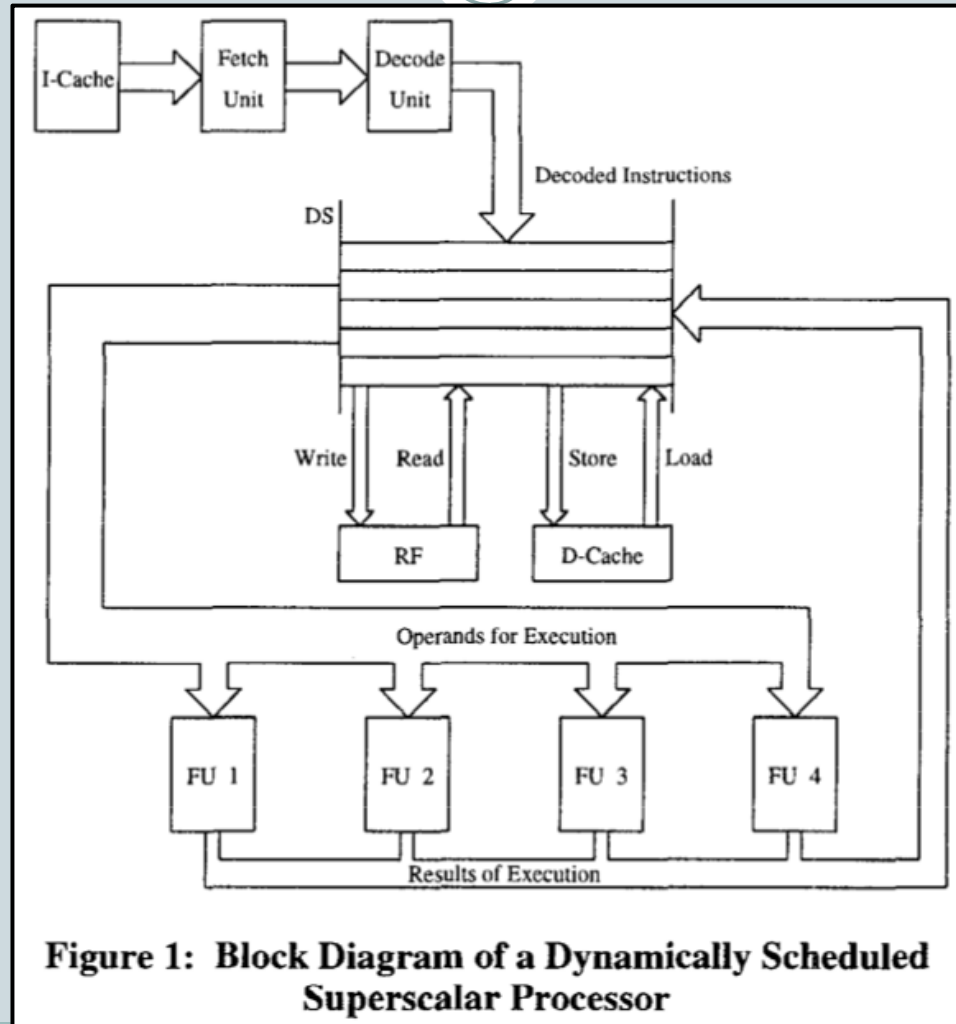 I-Cache
Fetch
Unit
Decode
Unit
Decoded Instructions
DS
Write
Read
Store
Load
RF
D-Cache
Operands for Execution
FU 1
FU 2
FU 3
FU 4
Results of Execution
Figure 1: Block Diagram of a Dynamically Scheduled
Superscalar Processor